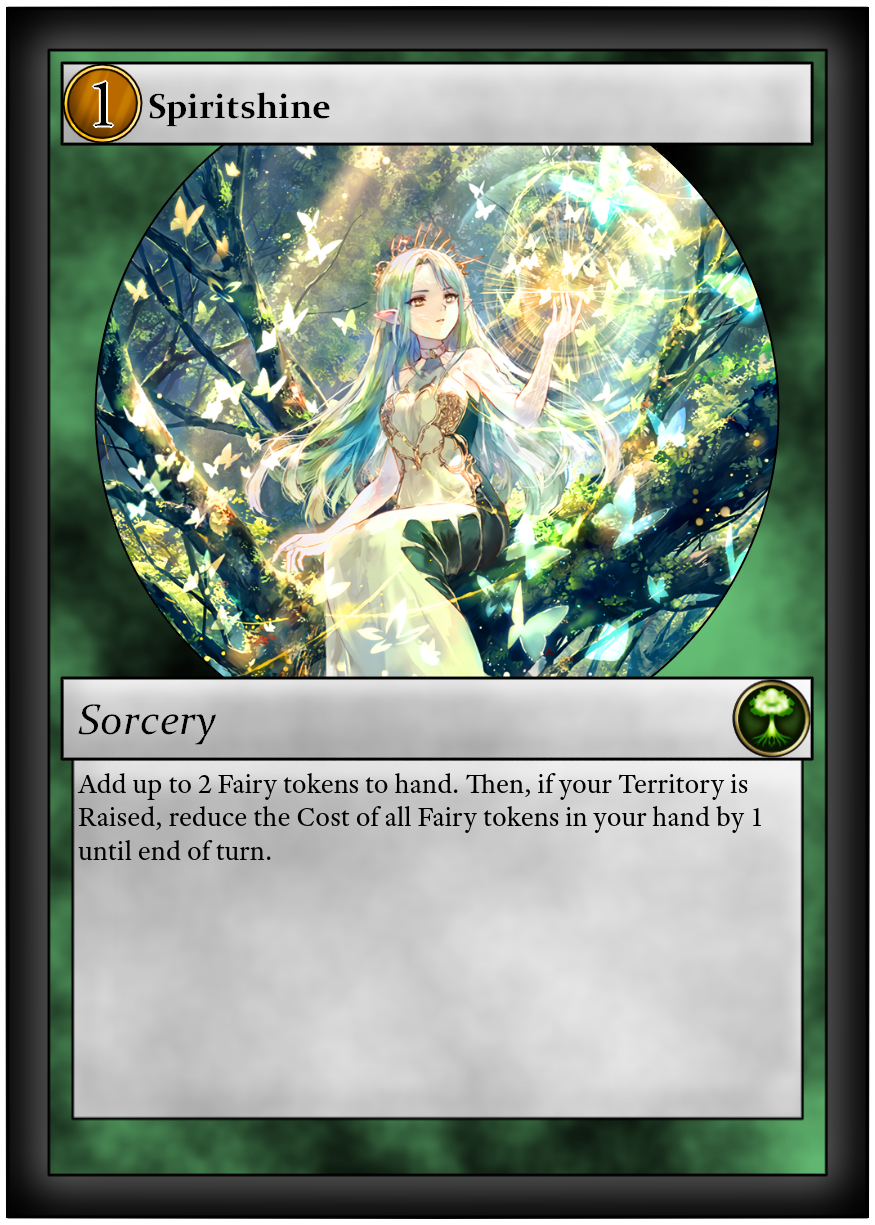 1 Spiritshine
Sorcery
Add up to 2 Fairy tokens to hand. Then, if your Territory is
Raised, reduce the Cost of all Fairy tokens in your hand by 1
until end of turn.